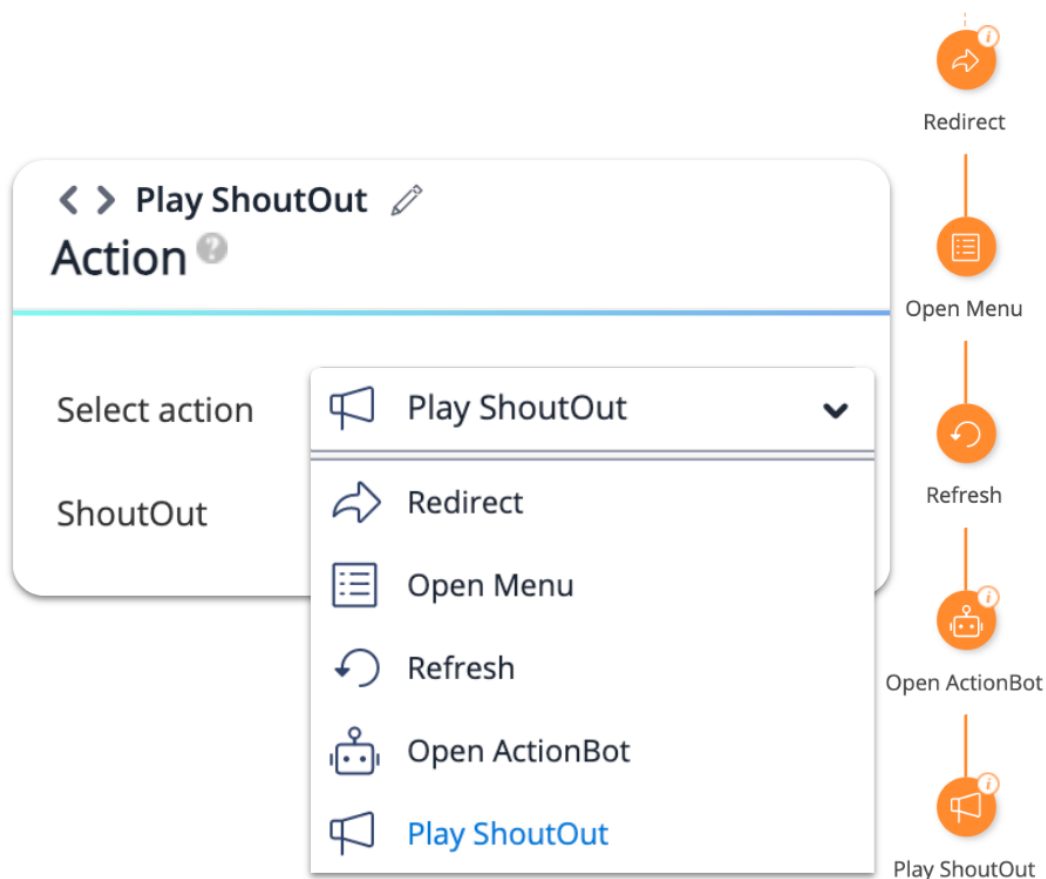 Play ShoutOut
Action ?
Select action
Play ShoutOut
ShoutOut
Redirect
Open Menu
Refresh
Open ActionBot
Play ShoutOut
i
Redirect
Open Menu
Refresh
i
Open ActionBot
i
Play ShoutOut